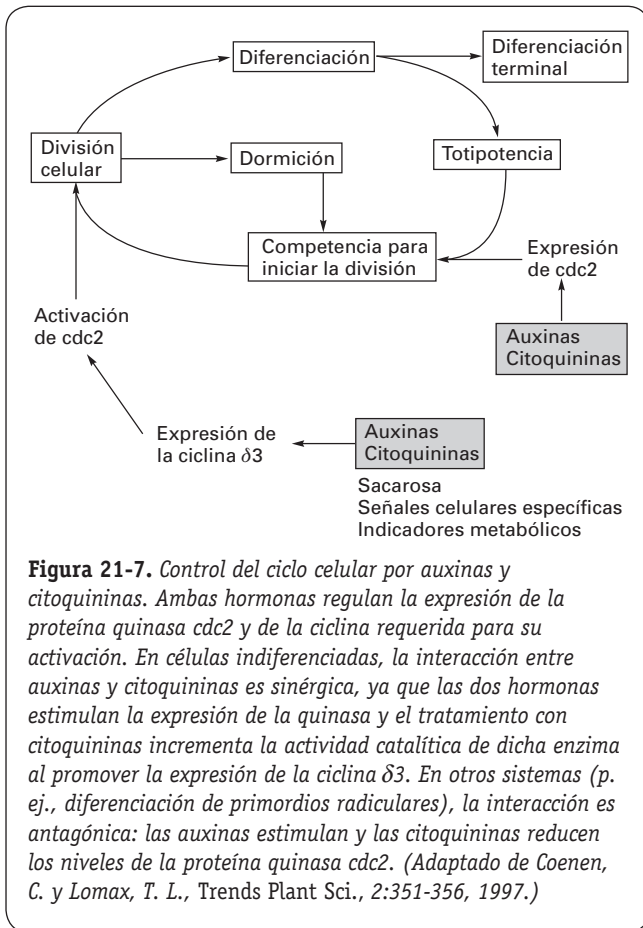 Diferenciación
Diferenciación
terminal
División
celular
Dormición
Totipotencia
Competencia para
iniciar la división
Expresión
de cdc2
Activación
de cdc2
Auxinas
Citoquininas
Expresión de
la ciclina δ3
Auxinas
Citoquininas
Sacarosa
Señales celulares específicas
Indicadores metabólicos
Figura 21-7. Control del ciclo celular por auxinas y
citoquininas. Ambas hormonas regulan la expresión de la
proteína quinasa cdc2 y de la ciclina requerida para su
activación. En células indiferenciadas, la interacción entre
auxinas y citoquininas es sinérgica, ya que las dos hormonas
estimulan la expresión de la quinasa y el tratamiento con
citoquininas incrementa la actividad catalítica de dicha enzima
al promover la expresión de la ciclina δ3. En otros sistemas (p.
ej., diferenciación de primordios radiculares), la interacción es
antagónica: las auxinas estimulan y las citoquininas reducen
los niveles de la proteína quinasa cdc2. (Adaptado de Coenen,
C. y Lomax, T. L., Trends Plant Sci., 2:351-356, 1997.)